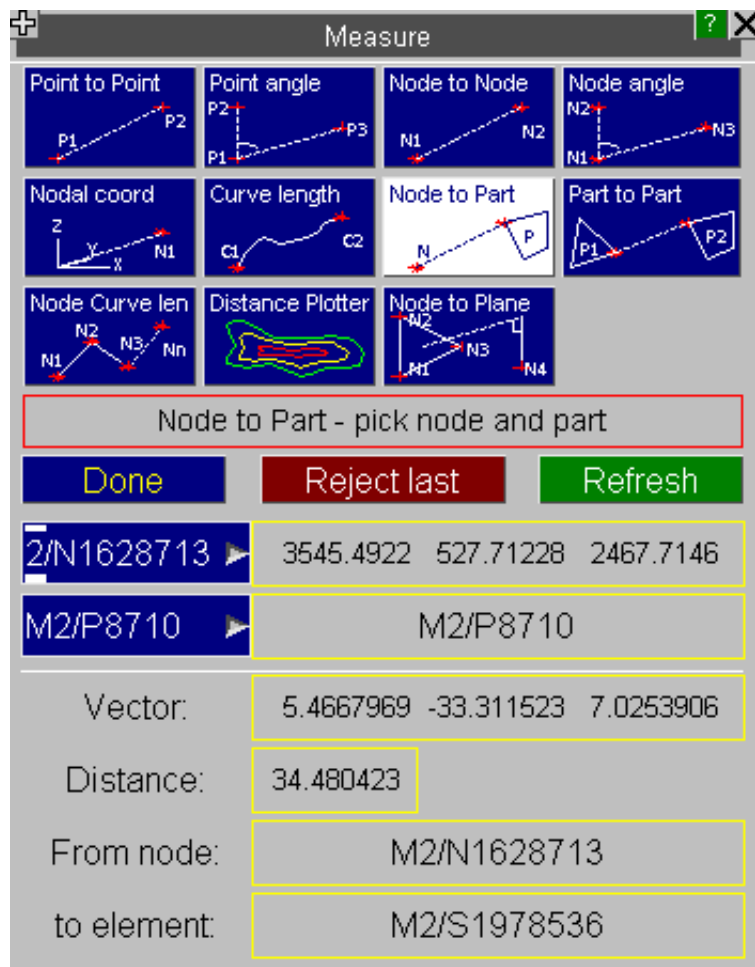 Measure
?
Point to Point
P1
P2
Point angle
P2
P1
P3
Node to Node
N1
N2
Node angle
N2
N1
N3
Nodal coord
Z
Y
X
N1
Curve length
C1
C2
Node to Part
N
P
Part to Part
P1
P2
Node Curve len
N1
N2
N3
Nn
Distance Plotter
Node to Plane
N2
N3
N1
N4
Node to Part - pick node and part
Done
Reject last
Refresh
2/N1628713 3545.4922 527.71228 2467.7146
M2/P8710 M2/P8710
Vector: 5.4667969 -33.311523 7.0253906
Distance: 34.480423
From node: M2/N1628713
to element: M2/S1978536